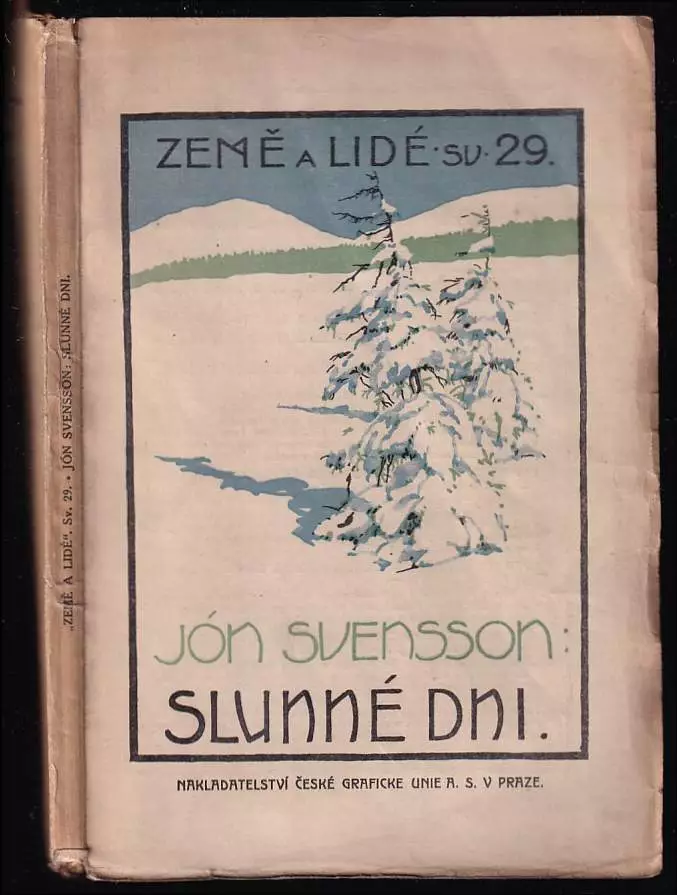 ZEMĚ A LIDÉ · SV · 29.
JÓN SVENSSON:
SLUNNÉ DNI.
NAKLADATELSTVÍ ČESKÉ GRAFICKE UNIE A. S. V PRAZE.
„ZEMĚ A LIDÉ“. Sv. 29. • JÓN SVENSSON: SLUNNÉ DNI.